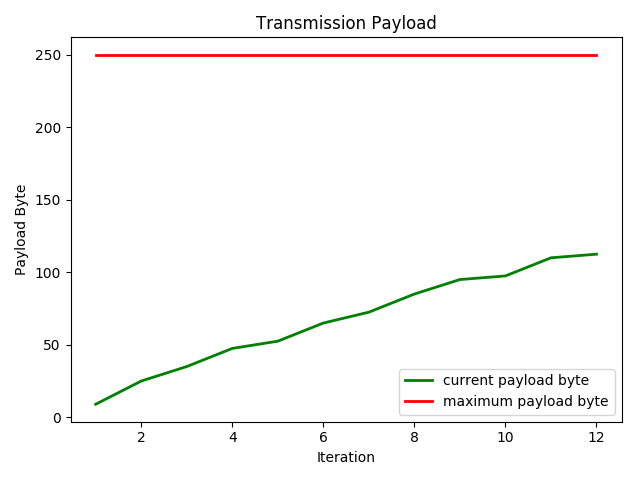 Transmission Payload
250
200
150
100
50
0
Payload Byte
current payload byte
maximum payload byte
2 4 6 8 10 12
Iteration